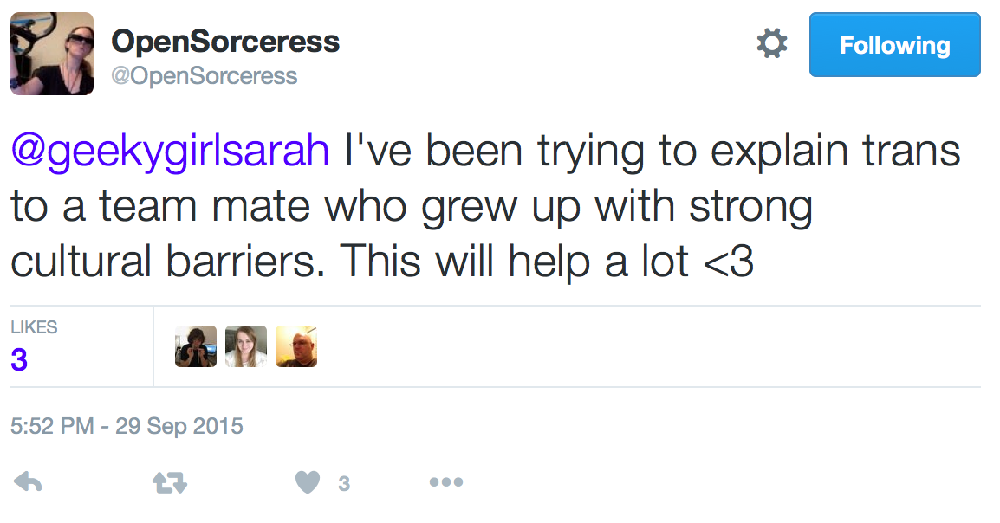 OpenSorceress
@OpenSorceress
Following
@geekygirlsarah I've been trying to explain trans
to a team mate who grew up with strong
cultural barriers. This will help a lot <3
LIKES
3
5:52 PM - 29 Sep 2015
3